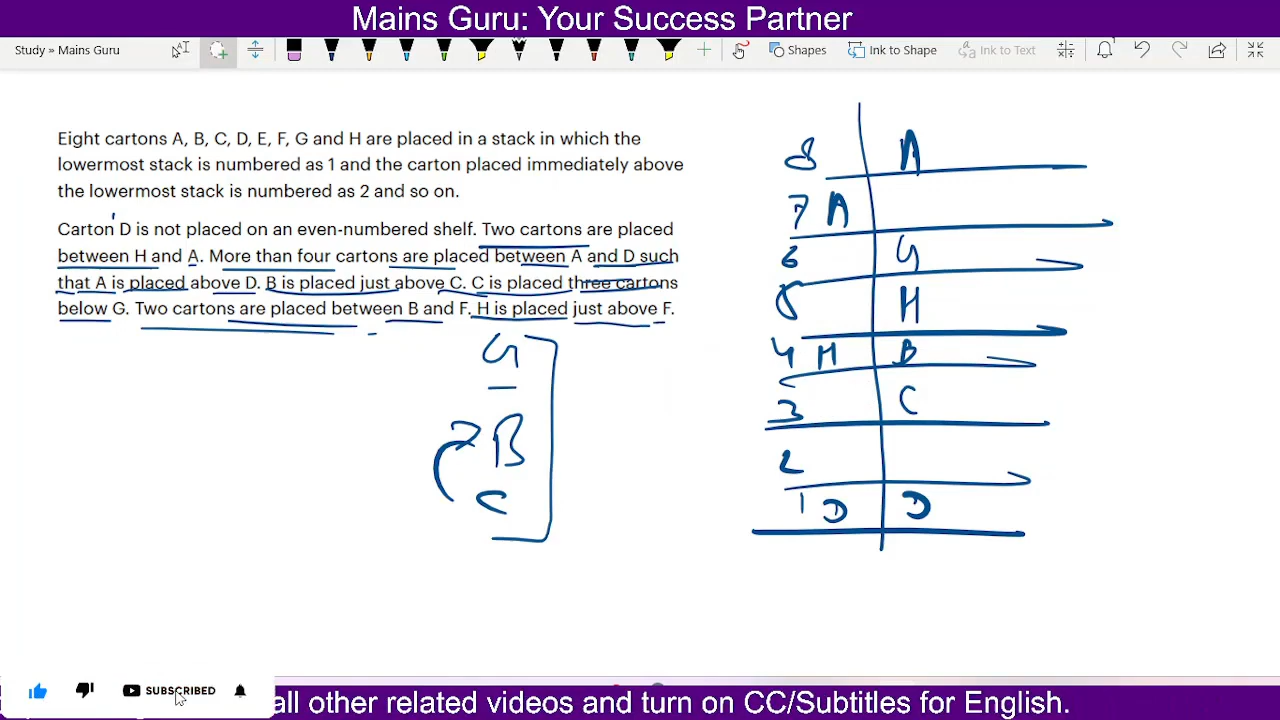 Mains Guru: Your Success Partner
Study » Mains Guru
Shapes
Ink to Shape
Ink to Text
Eight cartons A, B, C, D, E, F, G and H are placed in a stack in which the
lowermost stack is numbered as 1 and the carton placed immediately above
the lowermost stack is numbered as 2 and so on.
Carton D is not placed on an even-numbered shelf. Two cartons are placed
between H and A. More than four cartons are placed between A and D such
that A is placed above D. B is placed just above C. C is placed three cartons
below G. Two cartons are placed between B and F. H is placed just above F.
G
B
C
8 A
7 A
6 G
5 H
4 H B
3 C
2
1 D D
SUBSCRIBED
all other related videos and turn on CC/Subtitles for English.